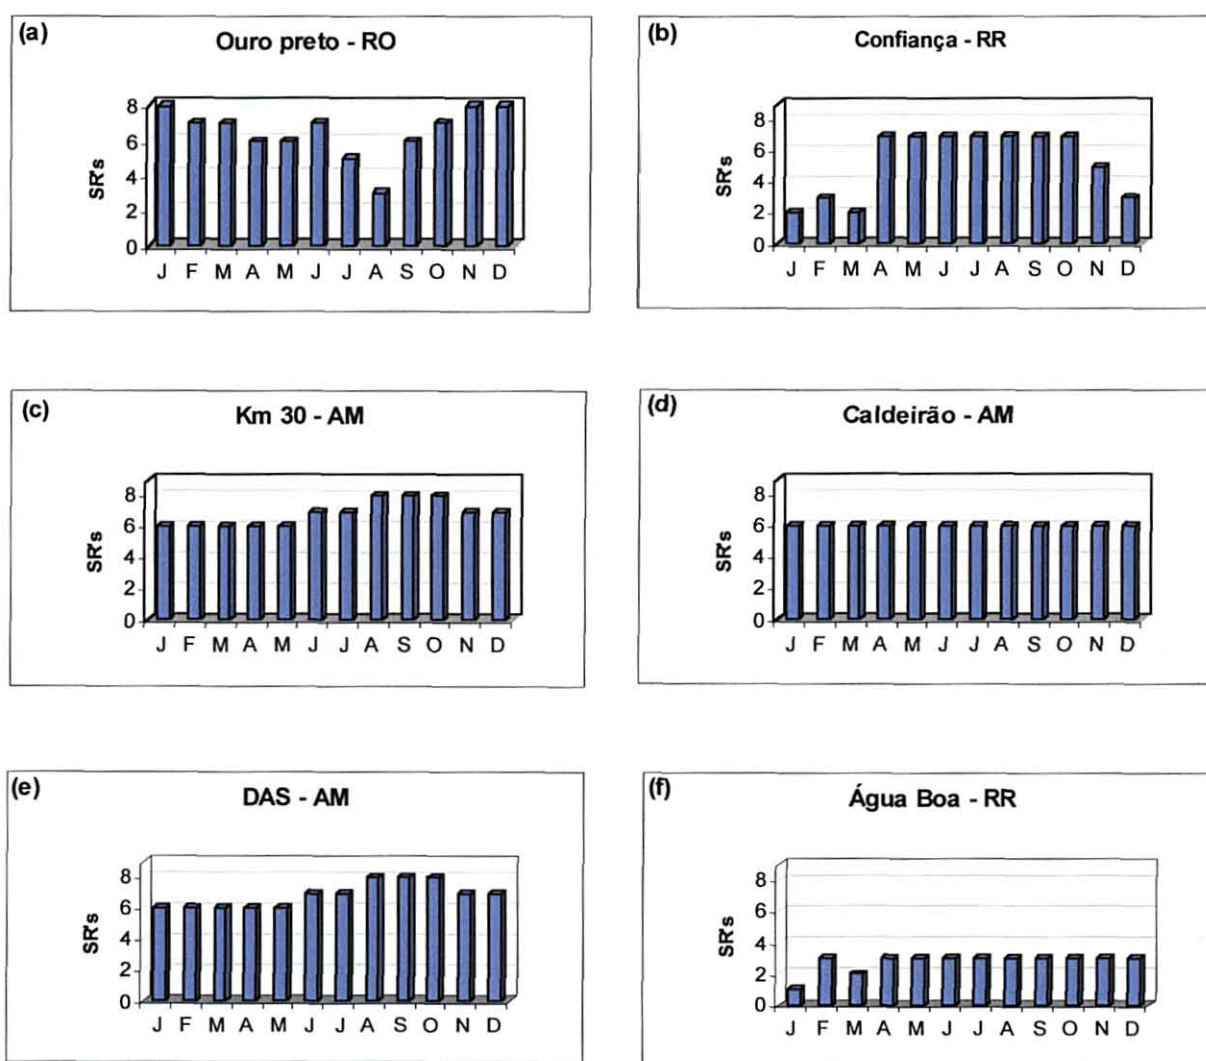 (a)
Ouro preto - RO
8
6
4
2
0
SR's
J F M A M J J A S O N D
(b)
Confiança - RR
8
6
4
2
0
SR's
J F M A M J J A S O N D
(c)
Km 30 - AM
8
6
4
2
0
SR's
J F M A M J J A S O N D
(d)
Caldeirão - AM
8
6
4
2
0
SR's
J F M A M J J A S O N D
(e)
DAS - AM
8
6
4
2
0
SR's
J F M A M J J A S O N D
(f)
Água Boa - RR
8
6
4
2
0
SR's
J F M A M J J A S O N D